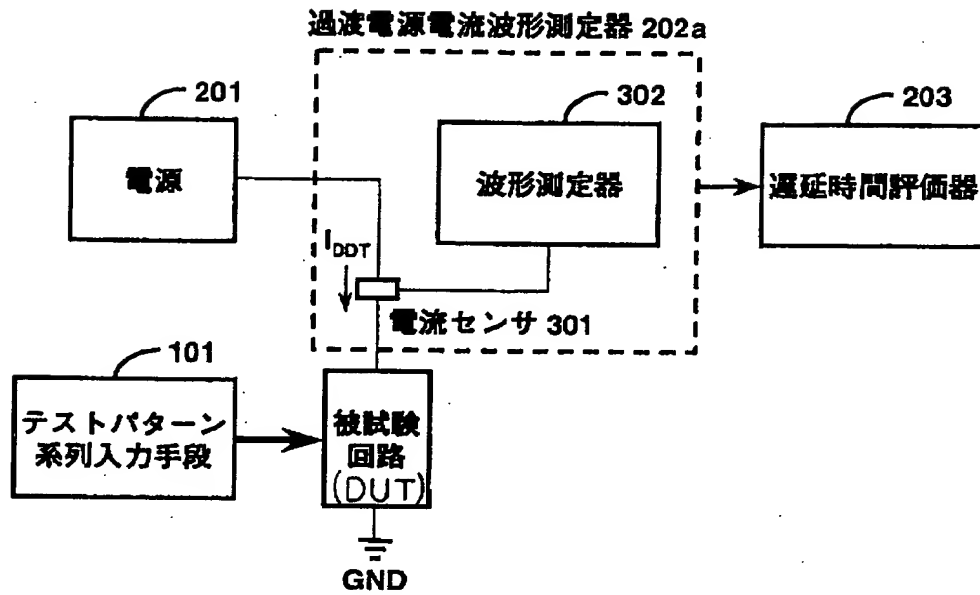 過渡電源電流波形測定器 202a
201
302
203
電源
波形測定器
遅延時間評価器
IDDT
電流センサ 301
101
テストパターン
系列入力手段
被試験
回路
(DUT)
GND